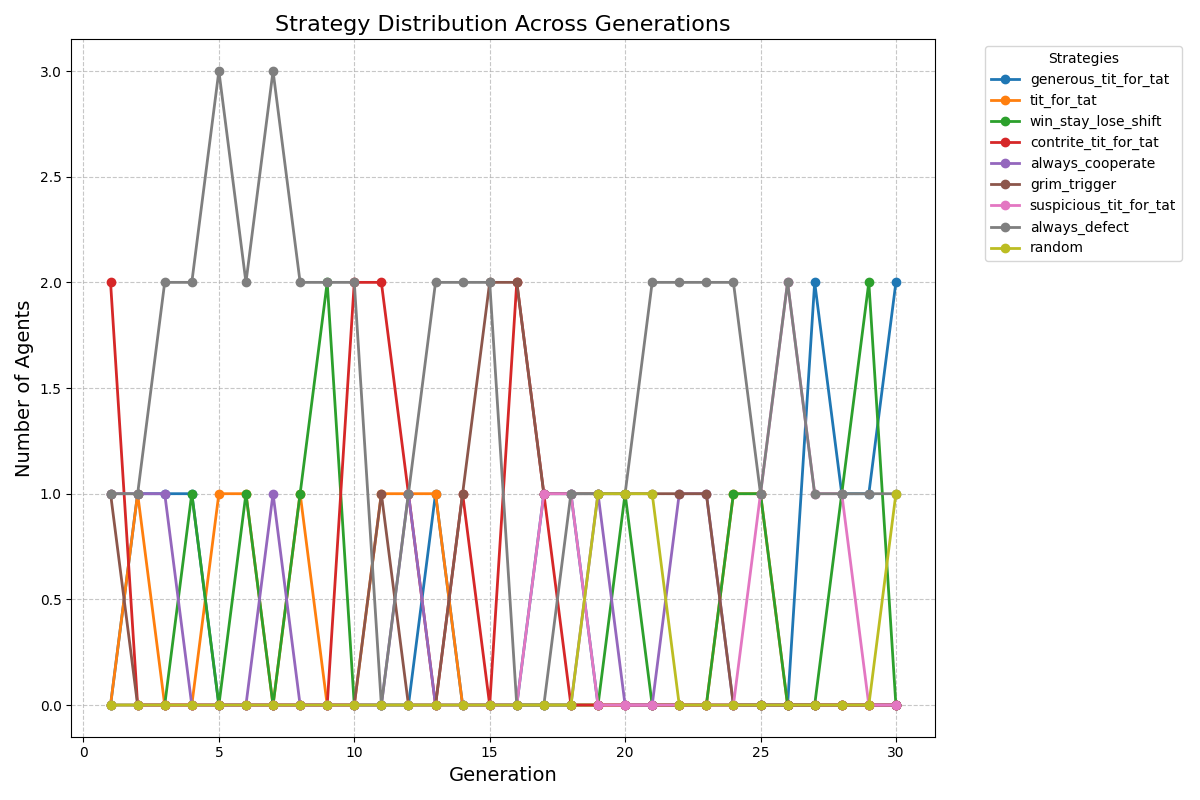 Strategy Distribution Across Generations
Number of Agents
3.0
2.5
2.0
1.5
1.0
0.5
0.0
0 5 10 15 20 25 30
Generation
Strategies
generous_tit_for_tat
tit_for_tat
win_stay_lose_shift
contrite_tit_for_tat
always_cooperate
grim_trigger
suspicious_tit_for_tat
always_defect
random